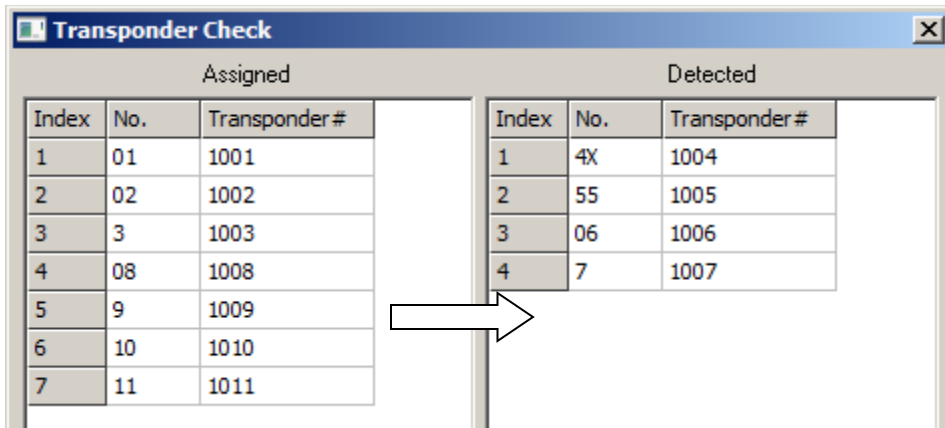 Transponder Check
Assigned Detected
Index No. Transponder# Index No. Transponder#
1 01 1001 1 4X 1004
2 02 1002 2 55 1005
3 3 1003 3 06 1006
4 08 1008 4 7 1007
5 9 1009
6 10 1010
7 11 1011